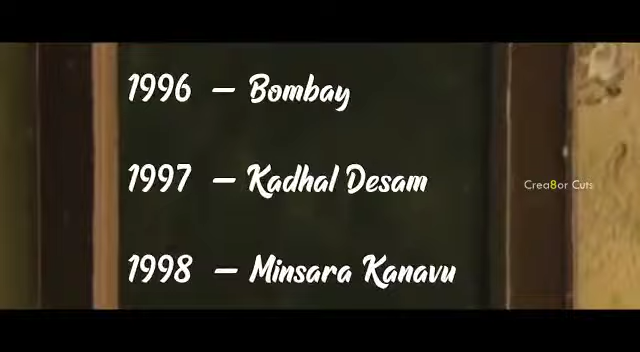 1996 – Bombay
1997 – Kadhal Desam
Crea8or Cuts
1998 – Minsara Kanavu